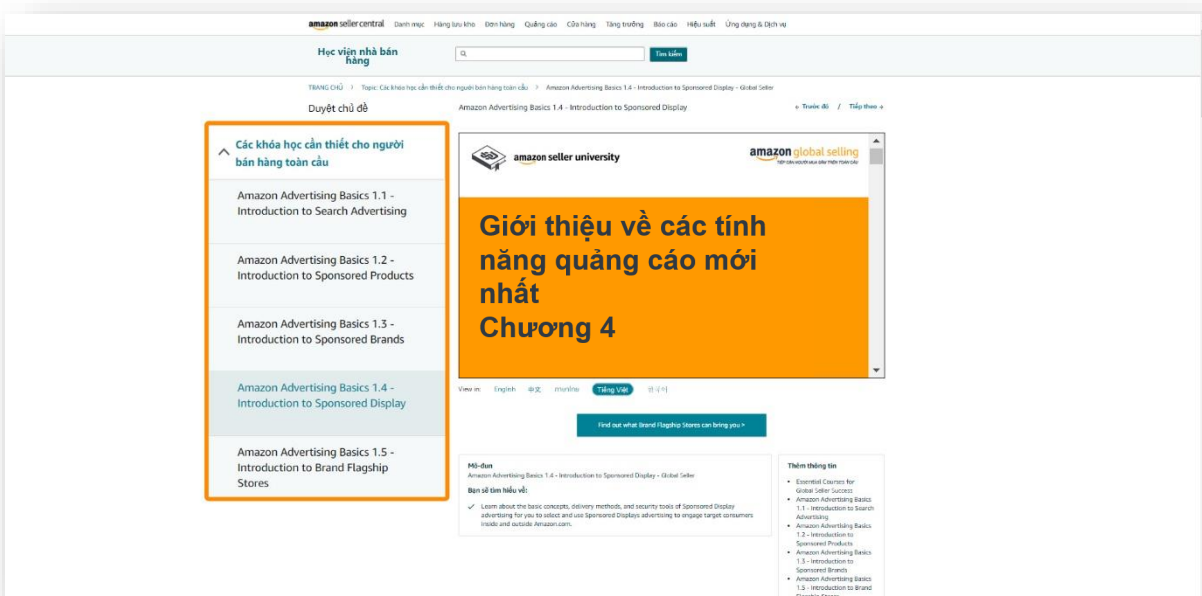 amazon seller central Danh mục Hàng lưu kho Đơn hàng Quảng cáo Cửa hàng Tăng trưởng Báo cáo Hiệu suất Ứng dụng & Dịch vụ
Học viện nhà bán
hàng
Tìm kiếm
TRANG CHỦ > Topic: Các khóa học cần thiết cho người bán hàng toàn cầu > Amazon Advertising Basics 1.4 - Introduction to Sponsored Display - Global Seller
Duyệt chủ đề
Amazon Advertising Basics 1.4 - Introduction to Sponsored Display
Trước đó / Tiếp theo
Các khóa học cần thiết cho người
bán hàng toàn cầu
Amazon Advertising Basics 1.1 -
Introduction to Search Advertising
Amazon Advertising Basics 1.2 -
Introduction to Sponsored Products
Amazon Advertising Basics 1.3 -
Introduction to Sponsored Brands
Amazon Advertising Basics 1.4 -
Introduction to Sponsored Display
Amazon Advertising Basics 1.5 -
Introduction to Brand Flagship
Stores
amazon seller university
amazon global selling
TIẾP CẬN NGƯỜI MUA SẮM TRÊN TOÀN CẦU
Giới thiệu về các tính
năng quảng cáo mới
nhất
Chương 4
View in: English 中文 Tiếng Việt 한국어
Find out what Brand Flagship Stores can bring you >
Mô-đun
Amazon Advertising Basics 1.4 - Introduction to Sponsored Display - Global Seller
Bạn sẽ tìm hiểu về:
✓ Learn about the basic concepts, delivery methods, and security tools of Sponsored Display
advertising for you to select and use Sponsored Displays advertising to engage target consumers
inside and outside Amazon.com.
Thêm thông tin
• Essential Courses for
Global Seller Success
• Amazon Advertising Basics
1.1 - Introduction to Search
Advertising
• Amazon Advertising Basics
1.2 - Introduction to
Sponsored Products
• Amazon Advertising Basics
1.3 - Introduction to
Sponsored Brands
• Amazon Advertising Basics
1.5 - Introduction to Brand
Flagship Stores